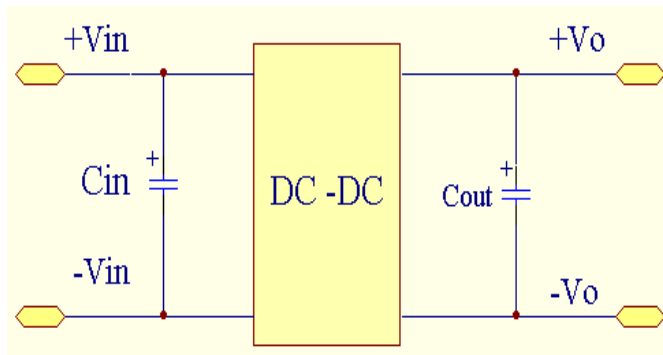 +Vin
+Vo
+
Cin
DC -DC
+
Cout
-Vin
-Vo